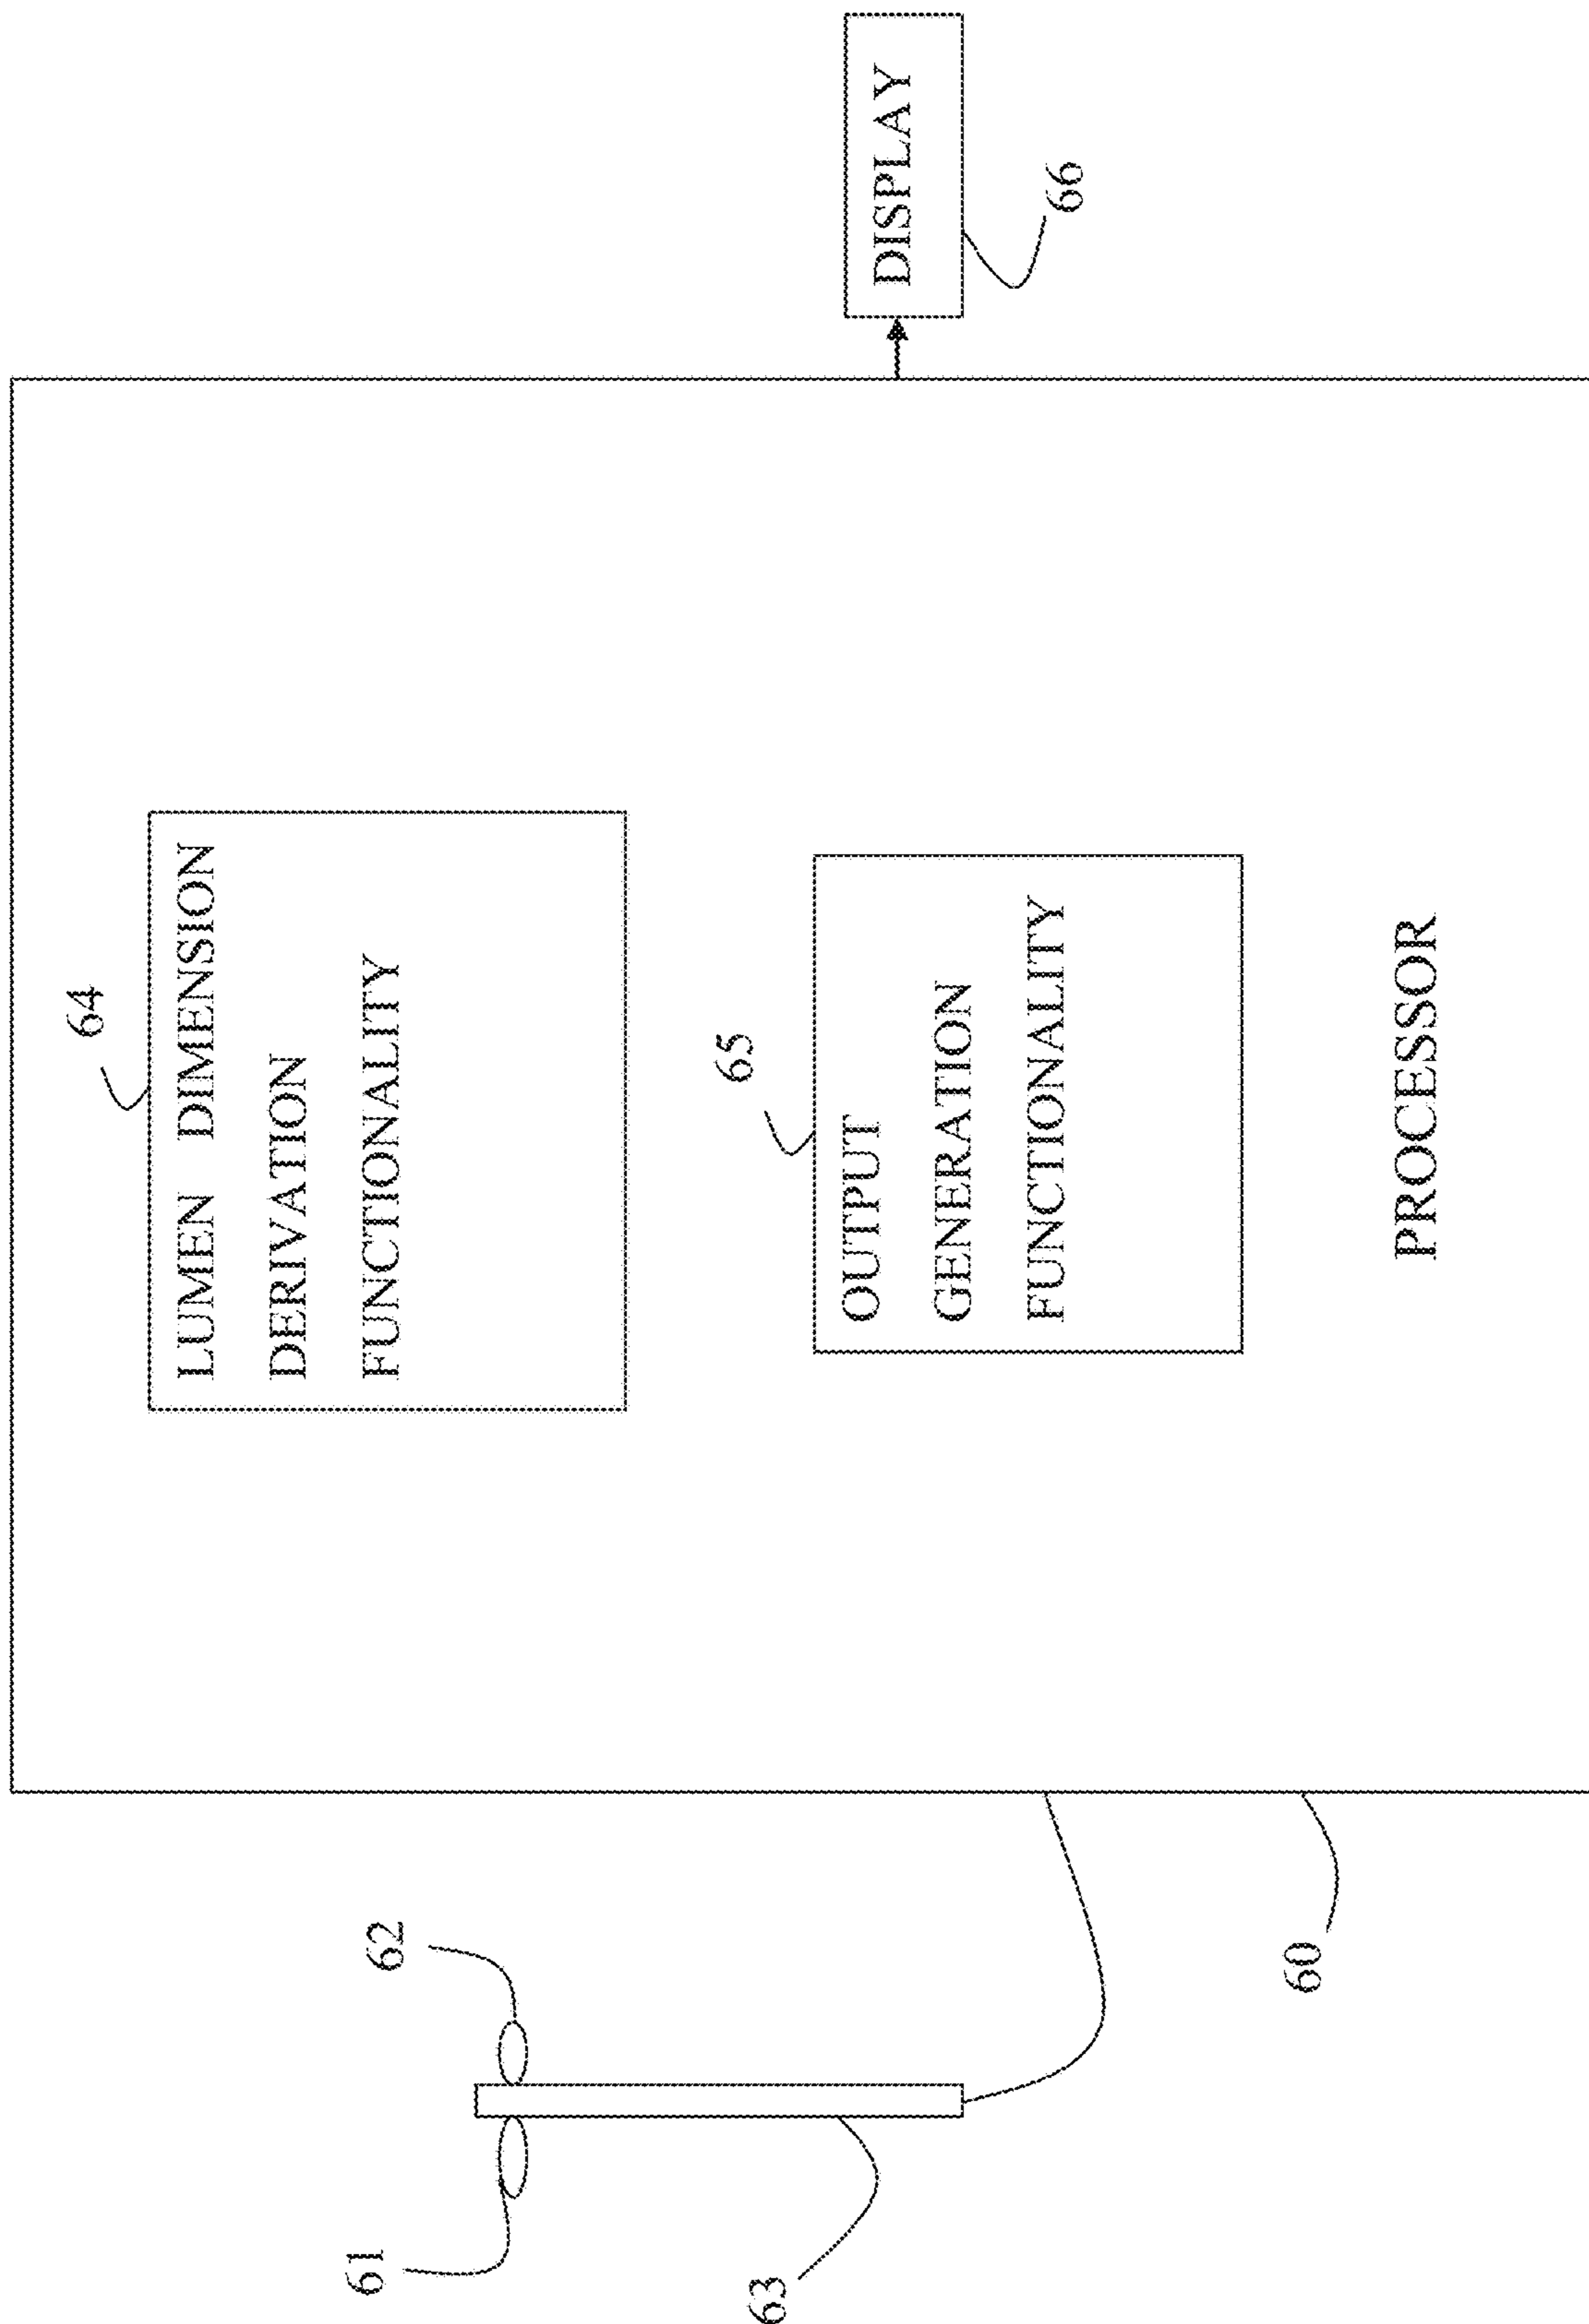 64
LUMEN DIMENSION
DERIVATION
FUNCTIONALITY
62
61
65
OUTPUT
GENERATION
FUNCTIONALITY
63
DISPLAY
66
60
PROCESSOR